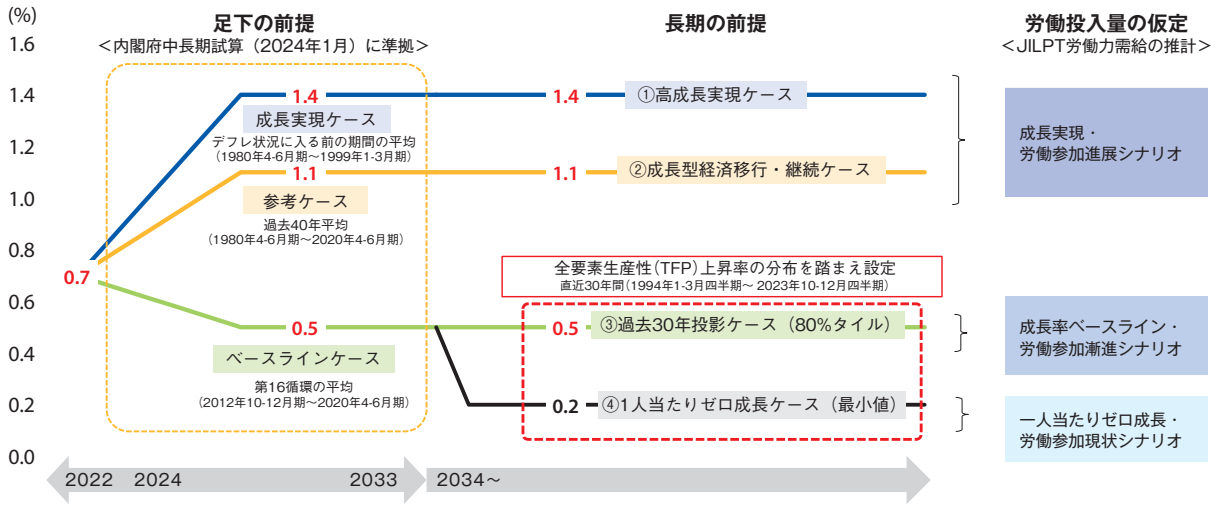 (%)
足下の前提
＜内閣府中長期試算（2024年1月）に準拠＞
長期の前提
労働投入量の仮定
＜JILPT労働力需給の推計＞
1.6
1.4
1.2
1.0
0.8
0.6
0.4
0.2
0.0
0.7
1.4
成長実現ケース
デフレ状況に入る前の期間の平均
（1980年4-6月期～1999年1-3月期）
1.1
参考ケース
過去40年平均
（1980年4-6月期～2020年4-6月期）
0.5
ベースラインケース
第16循環の平均
（2012年10-12月期～2020年4-6月期）
1.4
①高成長実現ケース
1.1
②成長型経済移行・継続ケース
全要素生産性（TFP）上昇率の分布を踏まえ設定
直近30年間（1994年1-3月四半期～ 2023年10-12月四半期）
0.5
③過去30年投影ケース（80％タイル）
0.2
④1人当たりゼロ成長ケース（最小値）
成長実現・
労働参加進展シナリオ
成長率ベースライン・
労働参加漸進シナリオ
一人当たりゼロ成長・
労働参加現状シナリオ
2022 2024 2033 2034～